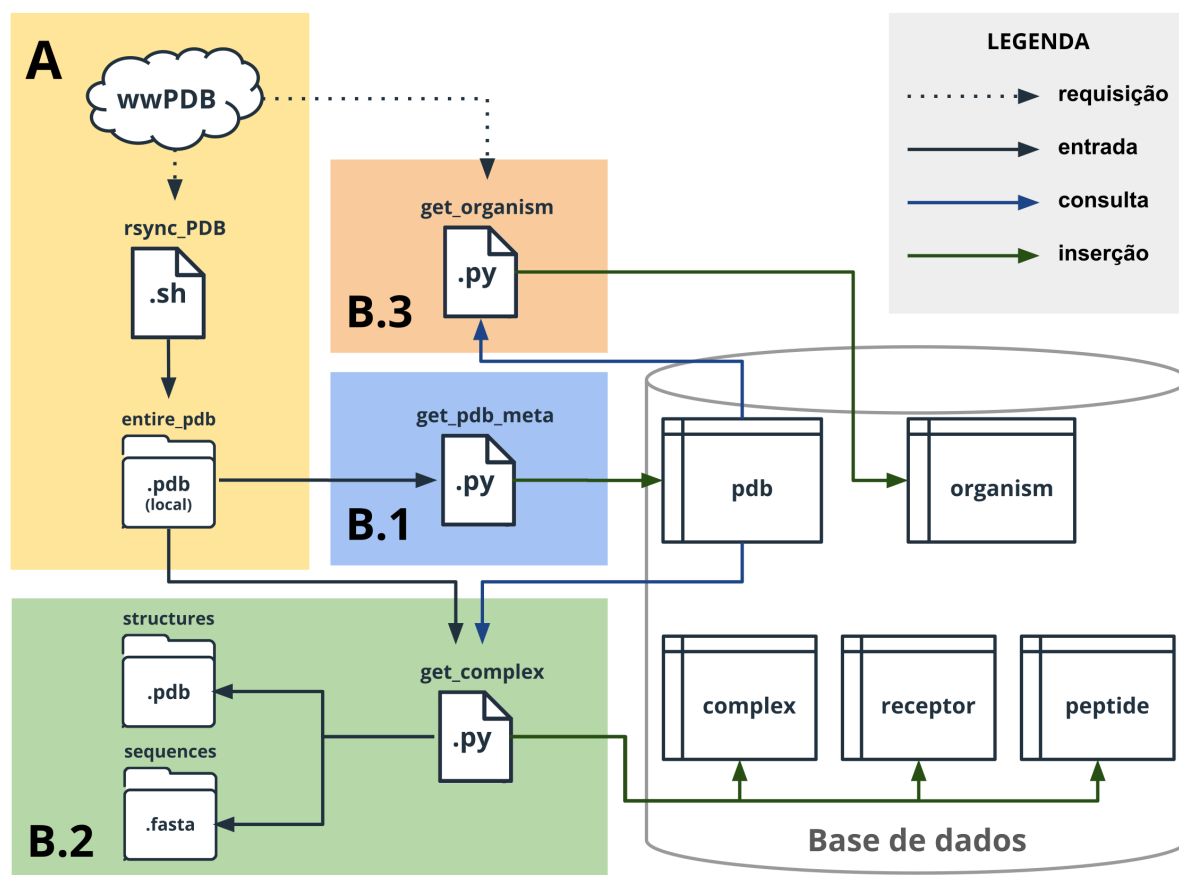 A
wwPDB
rsync_PDB
.sh
entire_pdb
.pdb
(local)
get_organism
.py
B.3
get_pdb_meta
.py
B.1
structures
.pdb
sequences
.fasta
get_complex
.py
B.2
LEGENDA
requisição
entrada
consulta
inserção
pdb
organism
complex
receptor
peptide
Base de dados